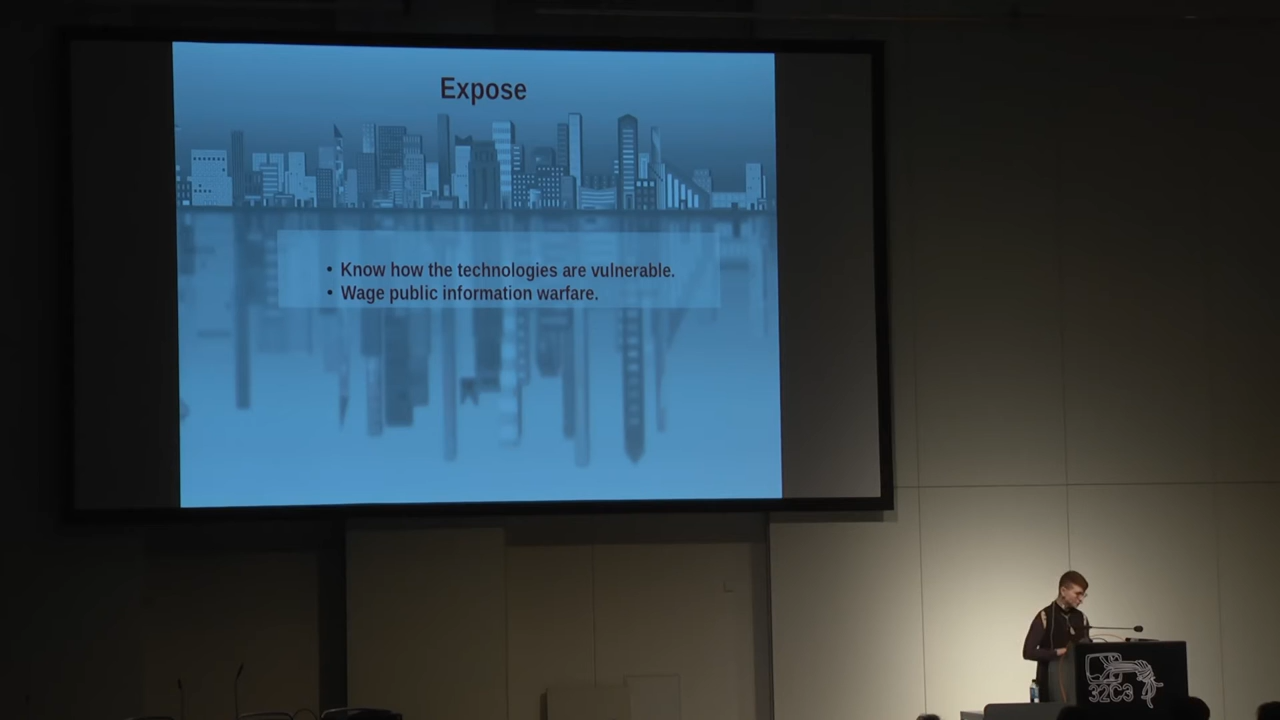 Expose
• Know how the technologies are vulnerable.
• Wage public information warfare.
32C3